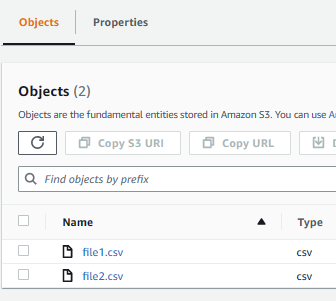 Objects Properties
Objects (2)
Objects are the fundamental entities stored in Amazon S3. You can use
Copy S3 URI Copy URL
Find objects by prefix
Name Type
file1.csv csv
file2.csv csv